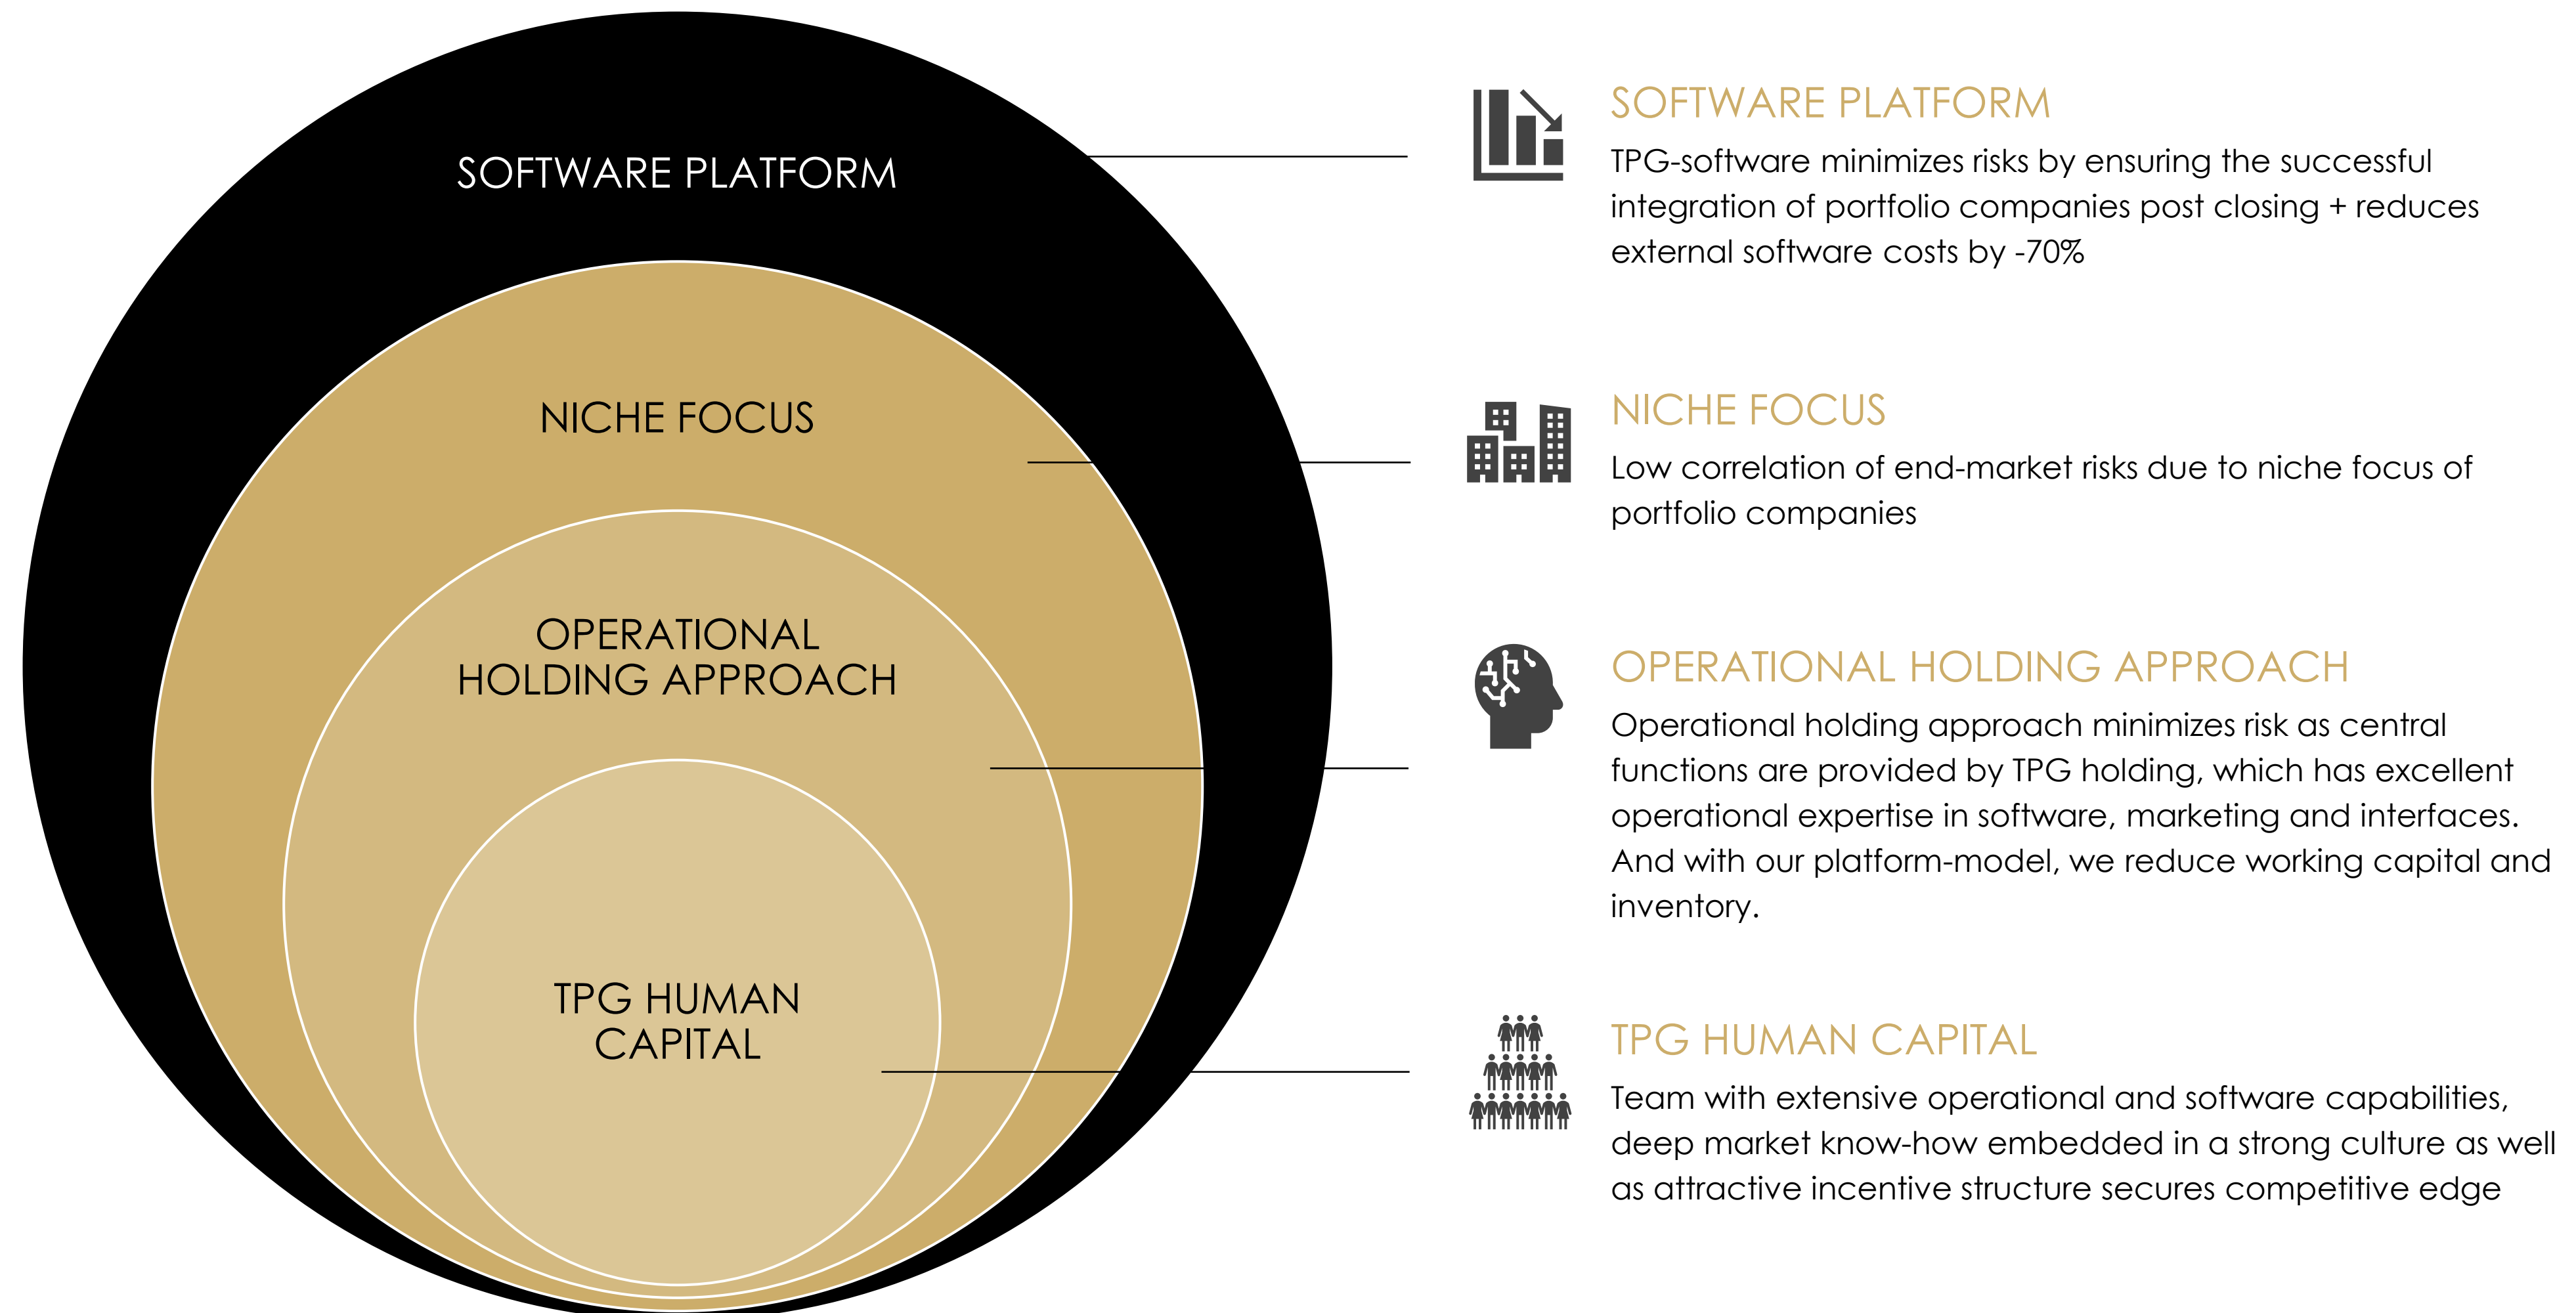 SOFTWARE PLATFORM
NICHE FOCUS
OPERATIONAL
HOLDING APPROACH
TPG HUMAN
CAPITAL
SOFTWARE PLATFORM
TPG-software minimizes risks by ensuring the successful
integration of portfolio companies post closing + reduces
external software costs by -70%
NICHE FOCUS
Low correlation of end-market risks due to niche focus of
portfolio companies
OPERATIONAL HOLDING APPROACH
Operational holding approach minimizes risk as central
functions are provided by TPG holding, which has excellent
operational expertise in software, marketing and interfaces.
And with our platform-model, we reduce working capital and
inventory.
TPG HUMAN CAPITAL
Team with extensive operational and software capabilities,
deep market know-how embedded in a strong culture as well
as attractive incentive structure secures competitive edge